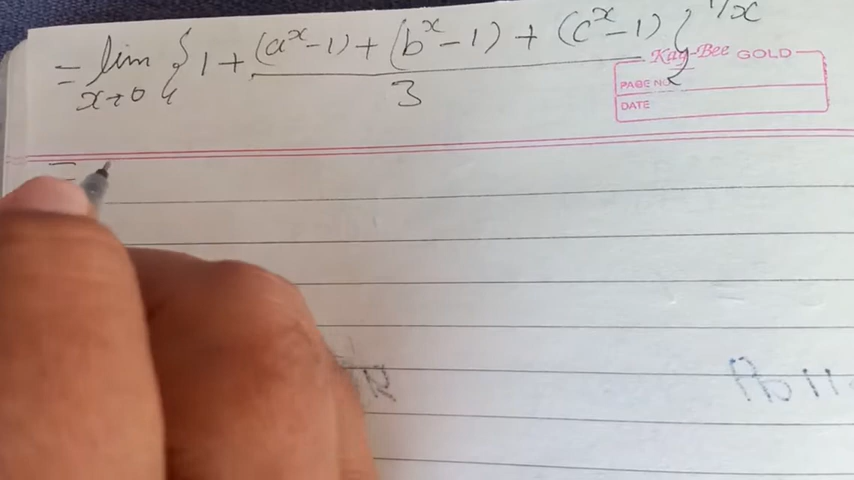 = lim x→0 { 1 + (a^x - 1) + (b^x - 1) + (c^x - 1) / 3 }^1/x
Kay-Bee GOLD
PAGE NO.
DATE
=